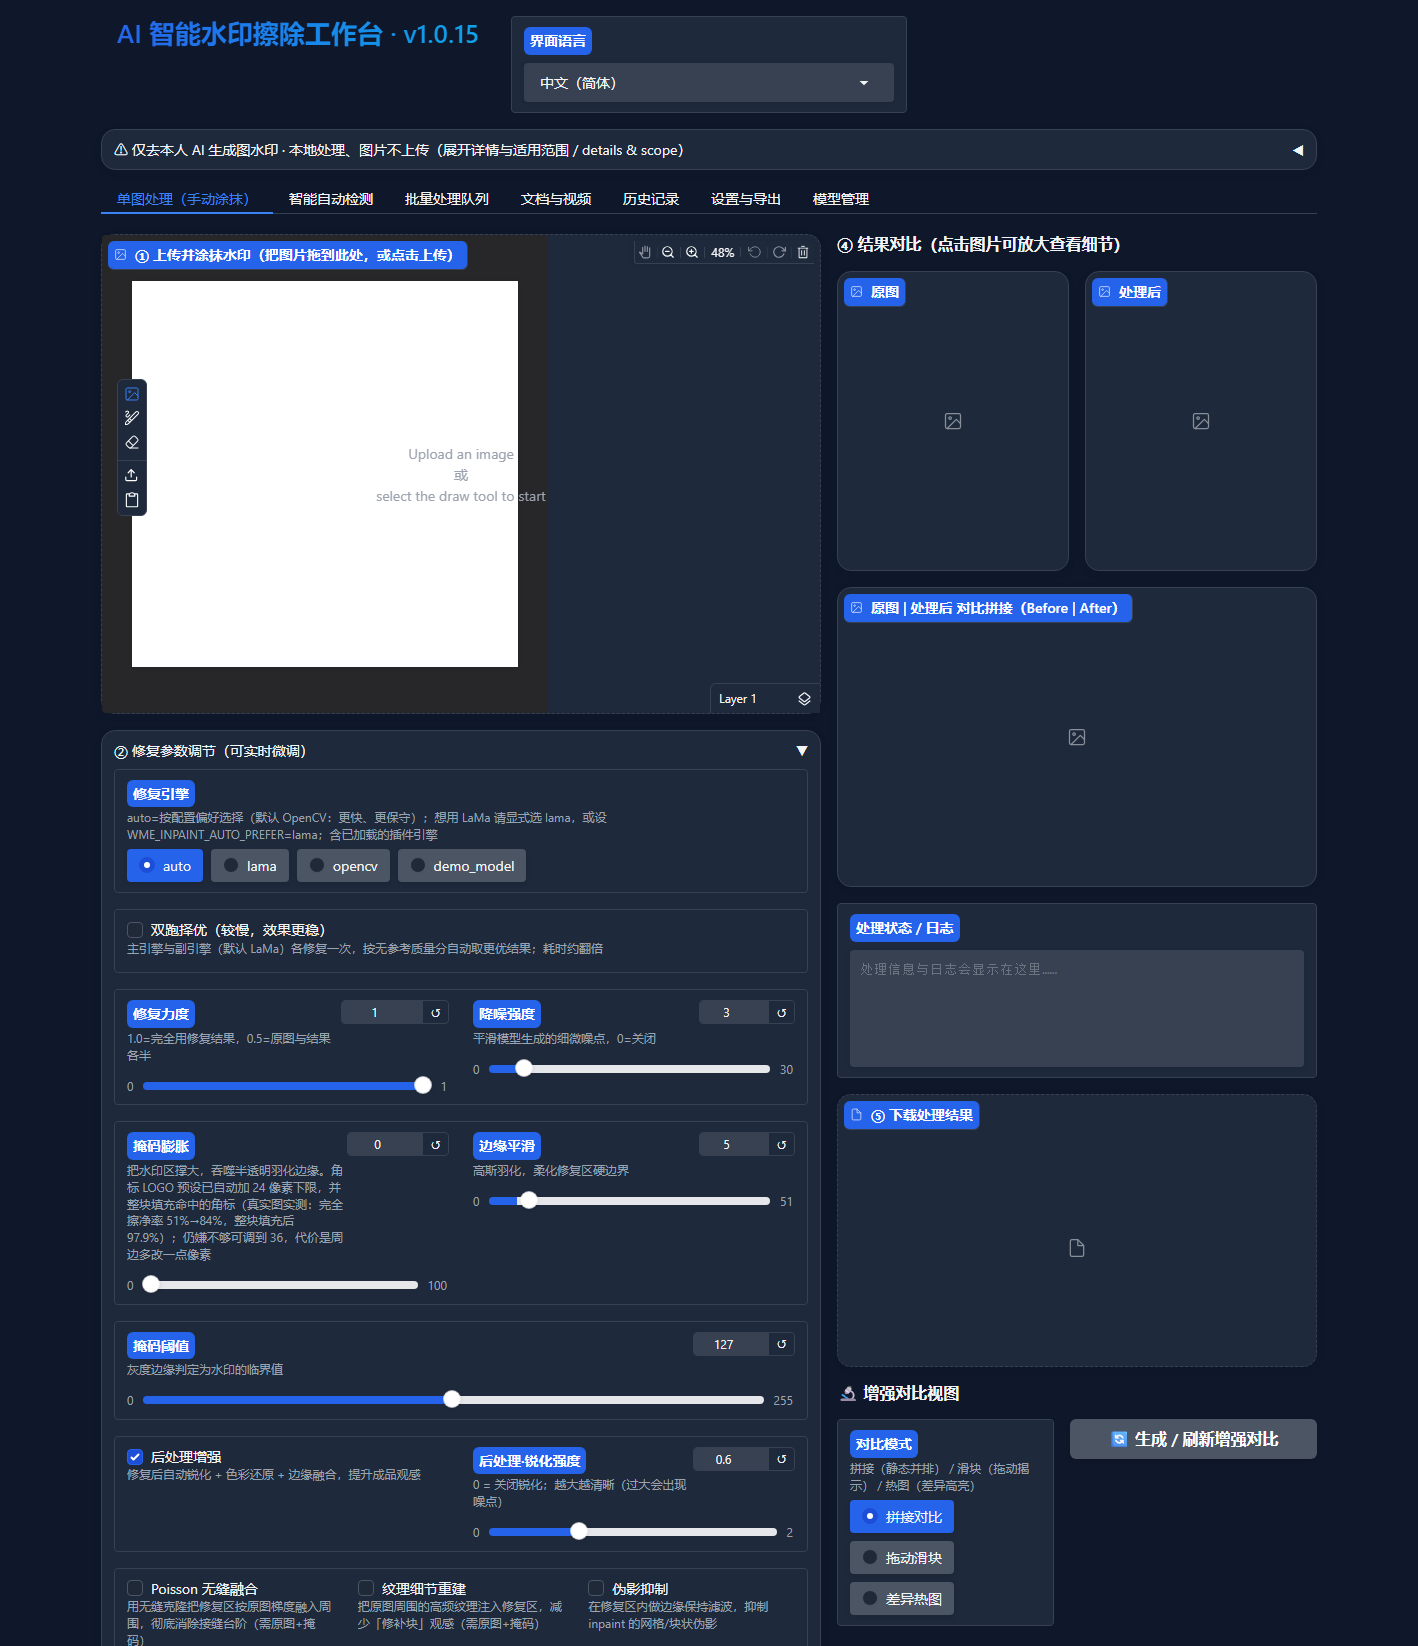 AI 智能水印擦除工作台 · v1.0.15
界面语言
中文（简体）
⚠ 仅去本人 AI 生成图水印 · 本地处理、图片不上传（展开详情与适用范围 / details & scope）
单图处理（手动涂抹）
智能自动检测
批量处理队列
文档与视频
历史记录
设置与导出
模型管理
① 上传并涂抹水印（把图片拖到此处，或点击上传）
48%
Upload an image
或
select the draw tool to start
Layer 1
② 修复参数调节（可实时微调）
修复引擎
auto=按配置偏好选择（默认 OpenCV：更快、更保守）；想用 LaMa 请显式选 lama，或设
WME_INPAINT_AUTO_PREFER=lama；含已加载的插件引擎
auto
lama
opencv
demo_model
双跑择优（较慢，效果更稳）
主引擎与副引擎（默认 LaMa）各修复一次，按无参考质量分自动取更优结果；耗时约翻倍
修复力度
1
↺
1.0=完全用修复结果，0.5=原图与结果
各半
0
1
降噪强度
3
↺
平滑模型生成的细微噪点，0=关闭
0
30
掩码膨胀
0
↺
把水印区撑大，吞噬半透明羽化边缘。角
标 LOGO 预设已自动加 24 像素下限，并
整块填充命中的角标（真实图实测：完全
擦净率 51%→84%，整块填充后
97.9%）；仍嫌不够可调到 36，代价是周
边多改一点像素
0
100
边缘平滑
5
↺
高斯羽化，柔化修复区硬边界
0
51
掩码阈值
127
↺
灰度边缘判定为水印的临界值
0
255
后处理增强
修复后自动锐化 + 色彩还原 + 边缘融合，提升成品观感
后处理·锐化强度
0.6
↺
0 = 关闭锐化；越大越清晰（过大会出现
噪点）
0
2
Poisson 无缝融合
用无缝克隆把修复区按原图梯度融入周
围，彻底消除接缝台阶（需原图+掩
码）
纹理细节重建
把原图周围的高频纹理注入修复区，减
少「修补块」观感（需原图+掩码）
伪影抑制
在修复区内做边缘保持滤波，抑制
inpaint 的网格/块状伪影
④ 结果对比（点击图片可放大查看细节）
原图
处理后
原图 | 处理后 对比拼接（Before | After）
处理状态 / 日志
处理信息与日志会显示在这里……
⑤ 下载处理结果
🔬 增强对比视图
对比模式
拼接（静态并排） / 滑块（拖动揭
示） / 热图（差异高亮）
拼接对比
拖动滑块
差异热图
🔄 生成 / 刷新增强对比